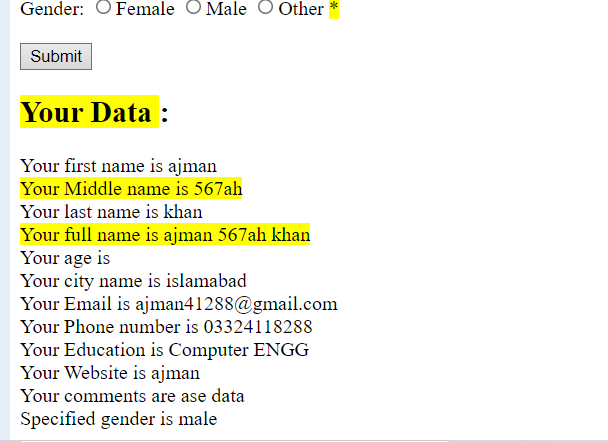 Gender: Female Male Other *
Submit
Your Data :
Your first name is ajman
Your Middle name is 567ah
Your last name is khan
Your full name is ajman 567ah khan
Your age is
Your city name is islamabad
Your Email is ajman41288@gmail.com
Your Phone number is 03324118288
Your Education is Computer ENGG
Your Website is ajman
Your comments are ase data
Specified gender is male